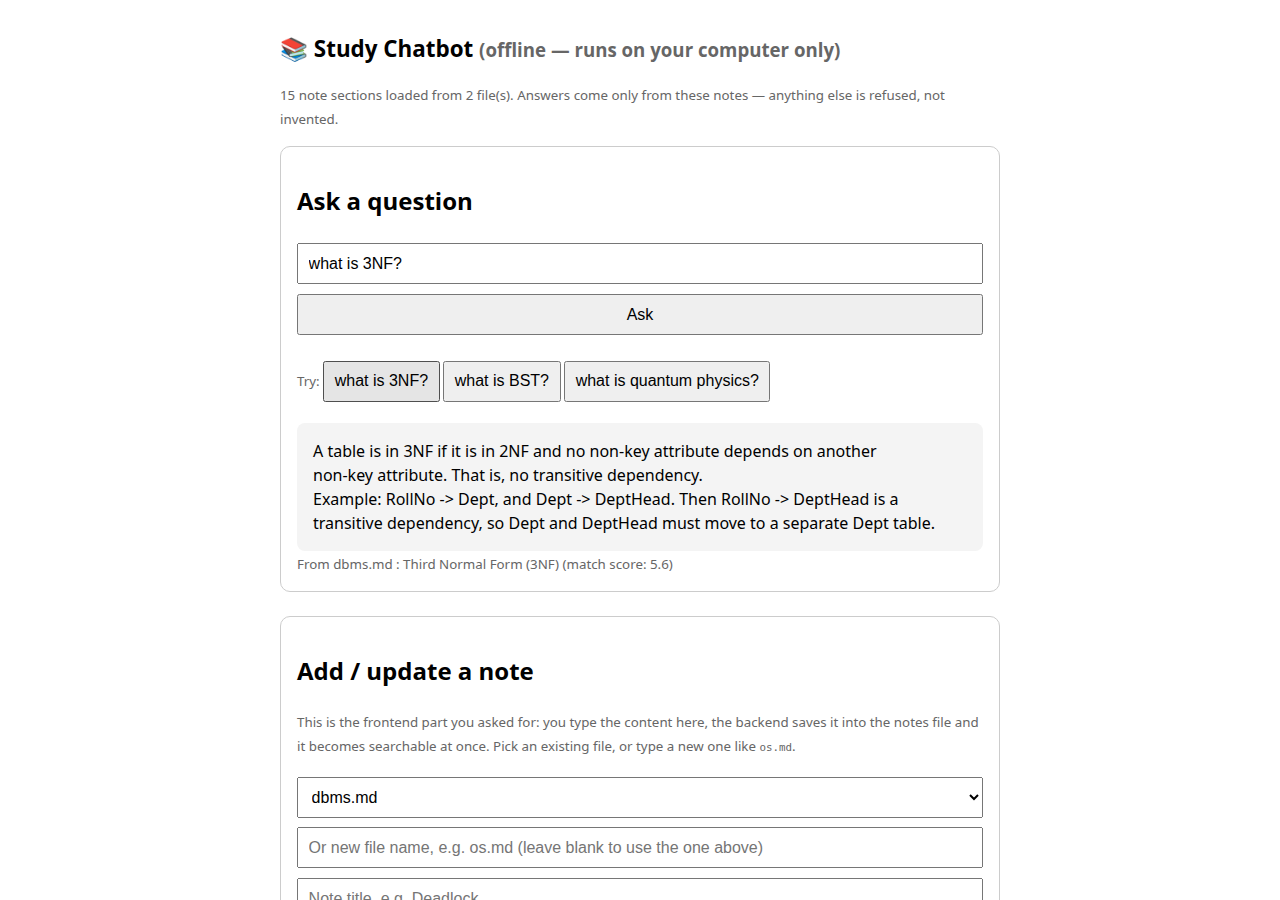 📚 Study Chatbot (offline — runs on your computer only)
15 note sections loaded from 2 file(s). Answers come only from these notes — anything else is refused, not
invented.
Ask a question
what is 3NF?
Ask
Try: what is 3NF? what is BST? what is quantum physics?
A table is in 3NF if it is in 2NF and no non-key attribute depends on another
non-key attribute. That is, no transitive dependency.
Example: RollNo -> Dept, and Dept -> DeptHead. Then RollNo -> DeptHead is a
transitive dependency, so Dept and DeptHead must move to a separate Dept table.
From dbms.md : Third Normal Form (3NF) (match score: 5.6)
Add / update a note
This is the frontend part you asked for: you type the content here, the backend saves it into the notes file and
it becomes searchable at once. Pick an existing file, or type a new one like os.md.
dbms.md
Or new file name, e.g. os.md (leave blank to use the one above)
Note title, e.g. Deadlock